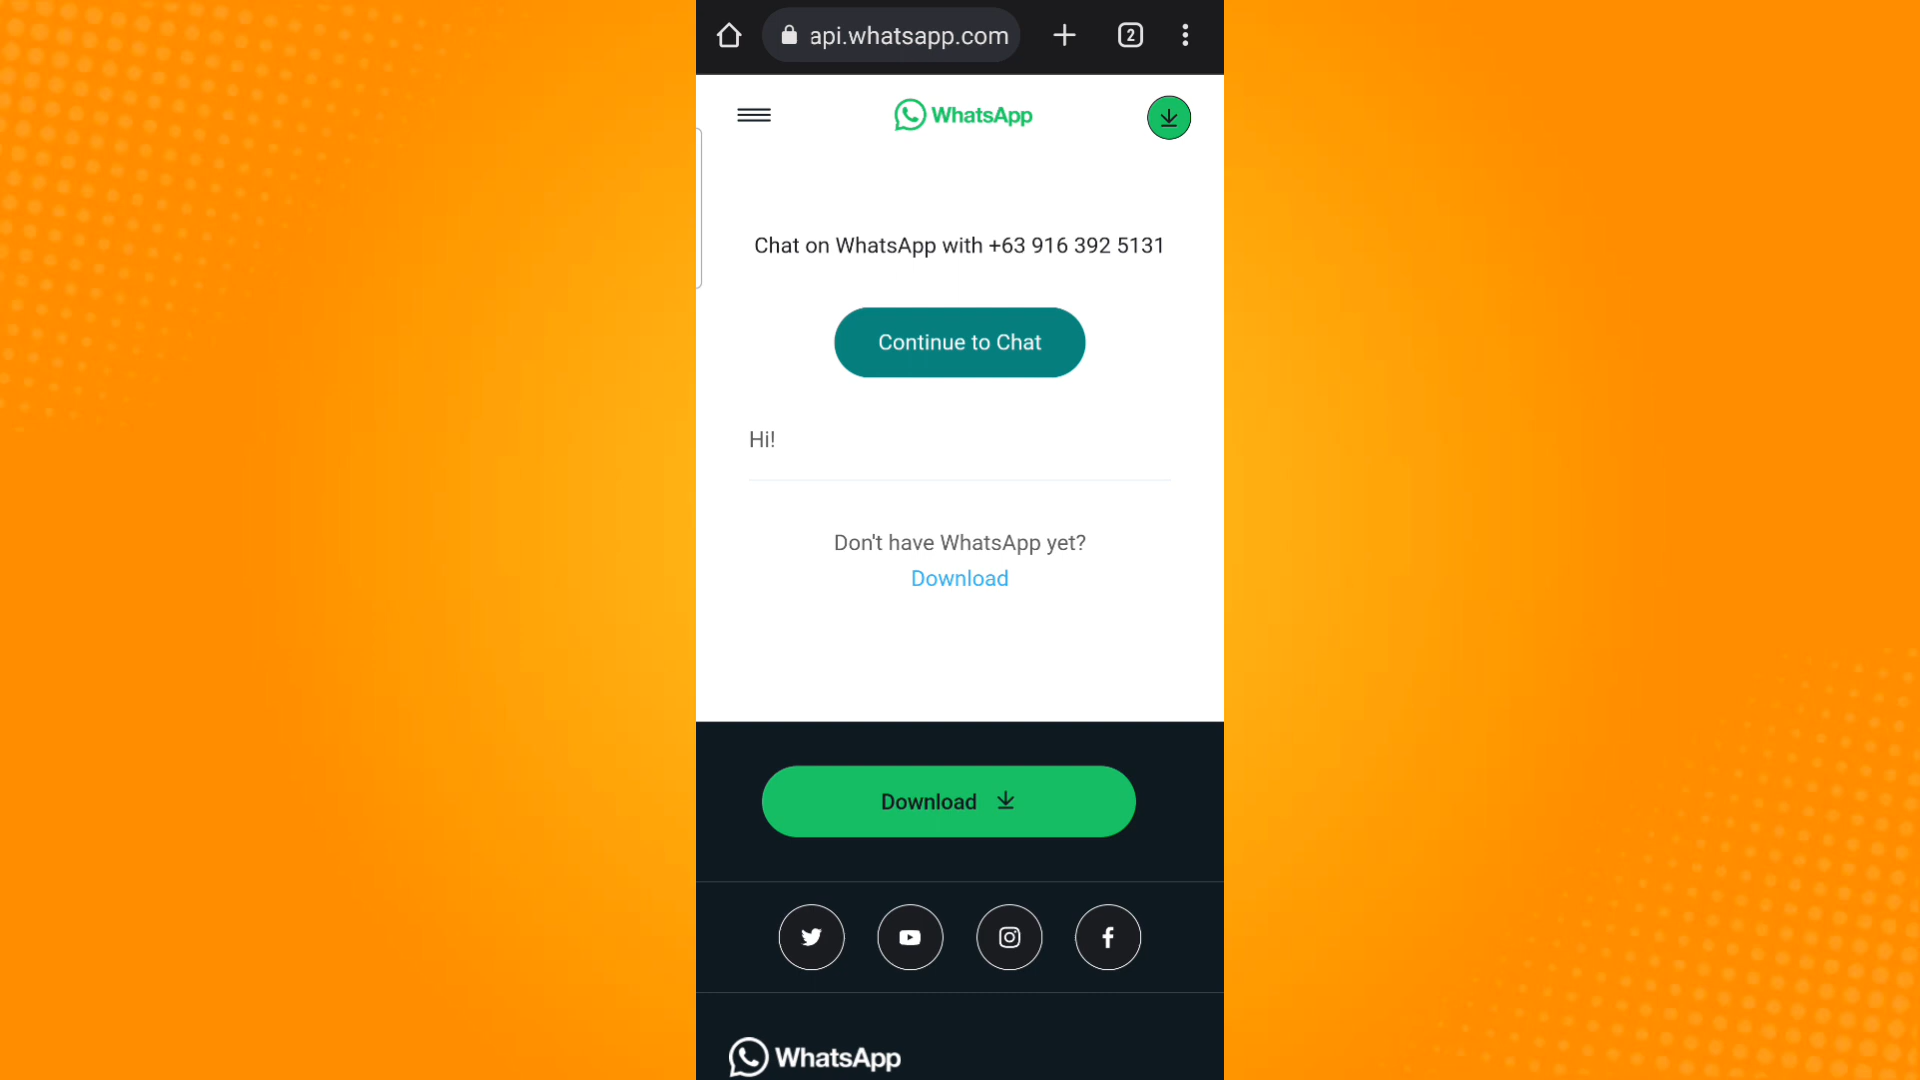 api.whatsapp.com
2
WhatsApp
Chat on WhatsApp with +63 916 392 5131
Continue to Chat
Hi!
Don't have WhatsApp yet?
Download
Download
WhatsApp